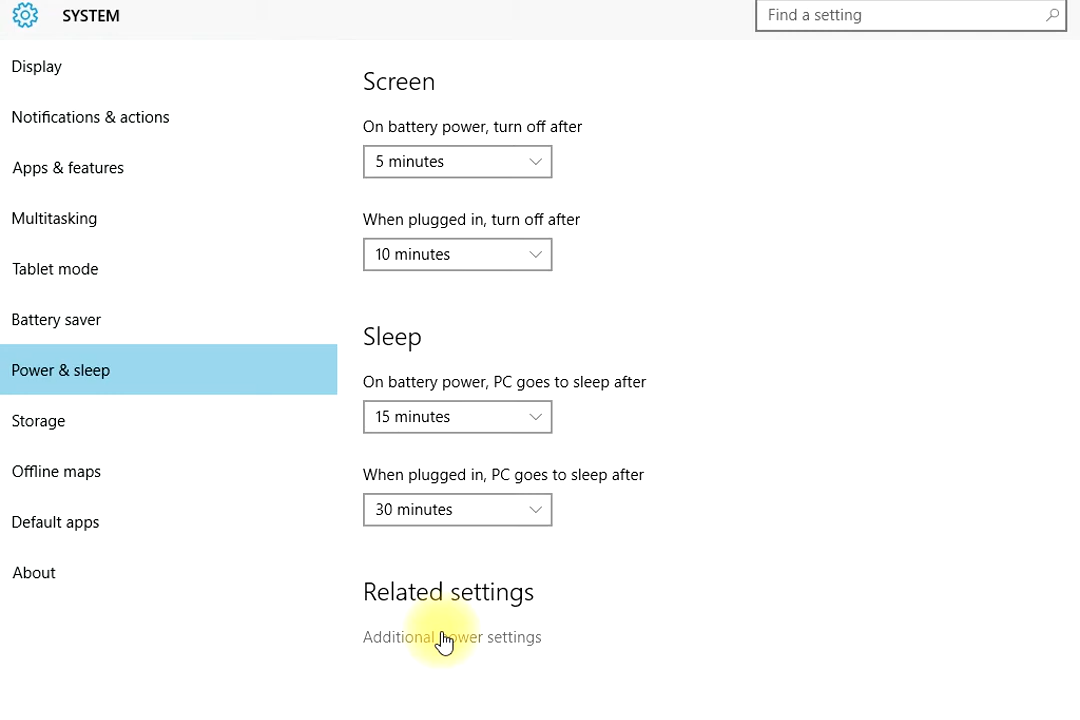 SYSTEM
Find a setting
Display
Notifications & actions
Apps & features
Multitasking
Tablet mode
Battery saver
Power & sleep
Storage
Offline maps
Default apps
About
Screen
On battery power, turn off after
5 minutes
When plugged in, turn off after
10 minutes
Sleep
On battery power, PC goes to sleep after
15 minutes
When plugged in, PC goes to sleep after
30 minutes
Related settings
Additional power settings